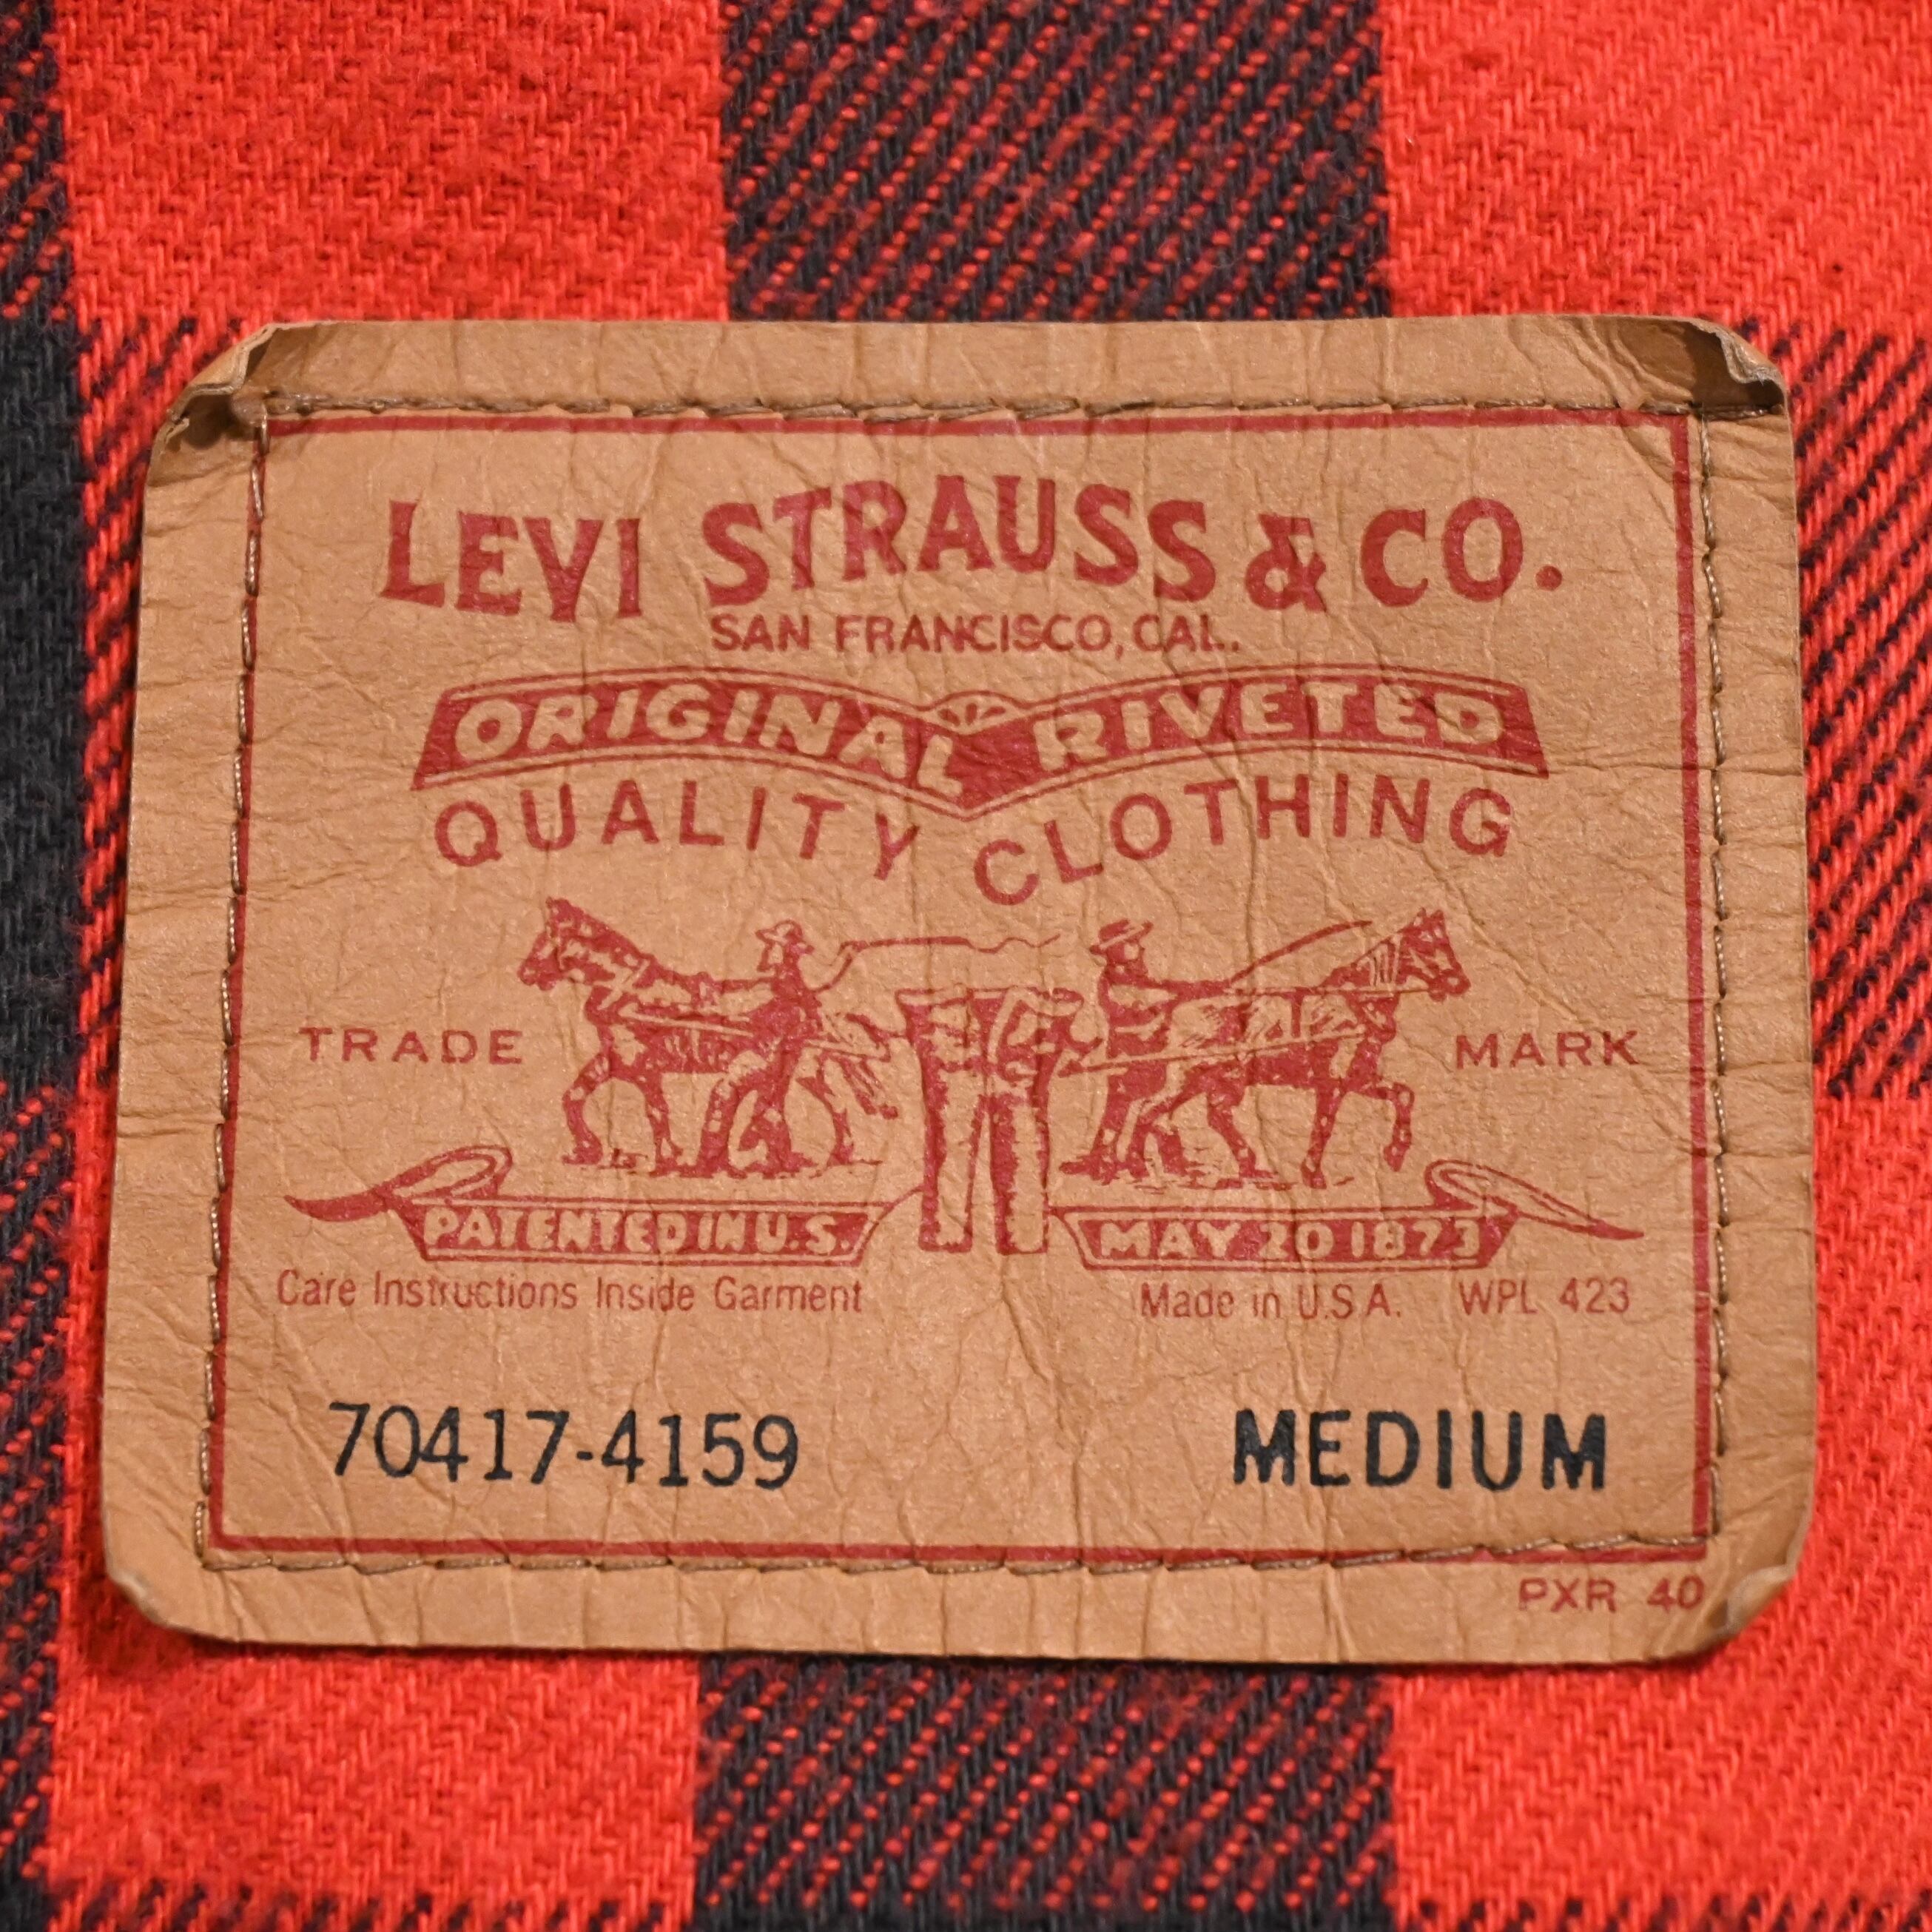 LEVI STRAUSS & CO.
SAN FRANCISCO, CAL.
ORIGINAL RIVETED
QUALITY CLOTHING
TRADE MARK
PATENTED IN U.S. MAY 20 1873
Care Instructions Inside Garment Made in U.S.A. WPL 423
70417-4159 MEDIUM
PXR 40